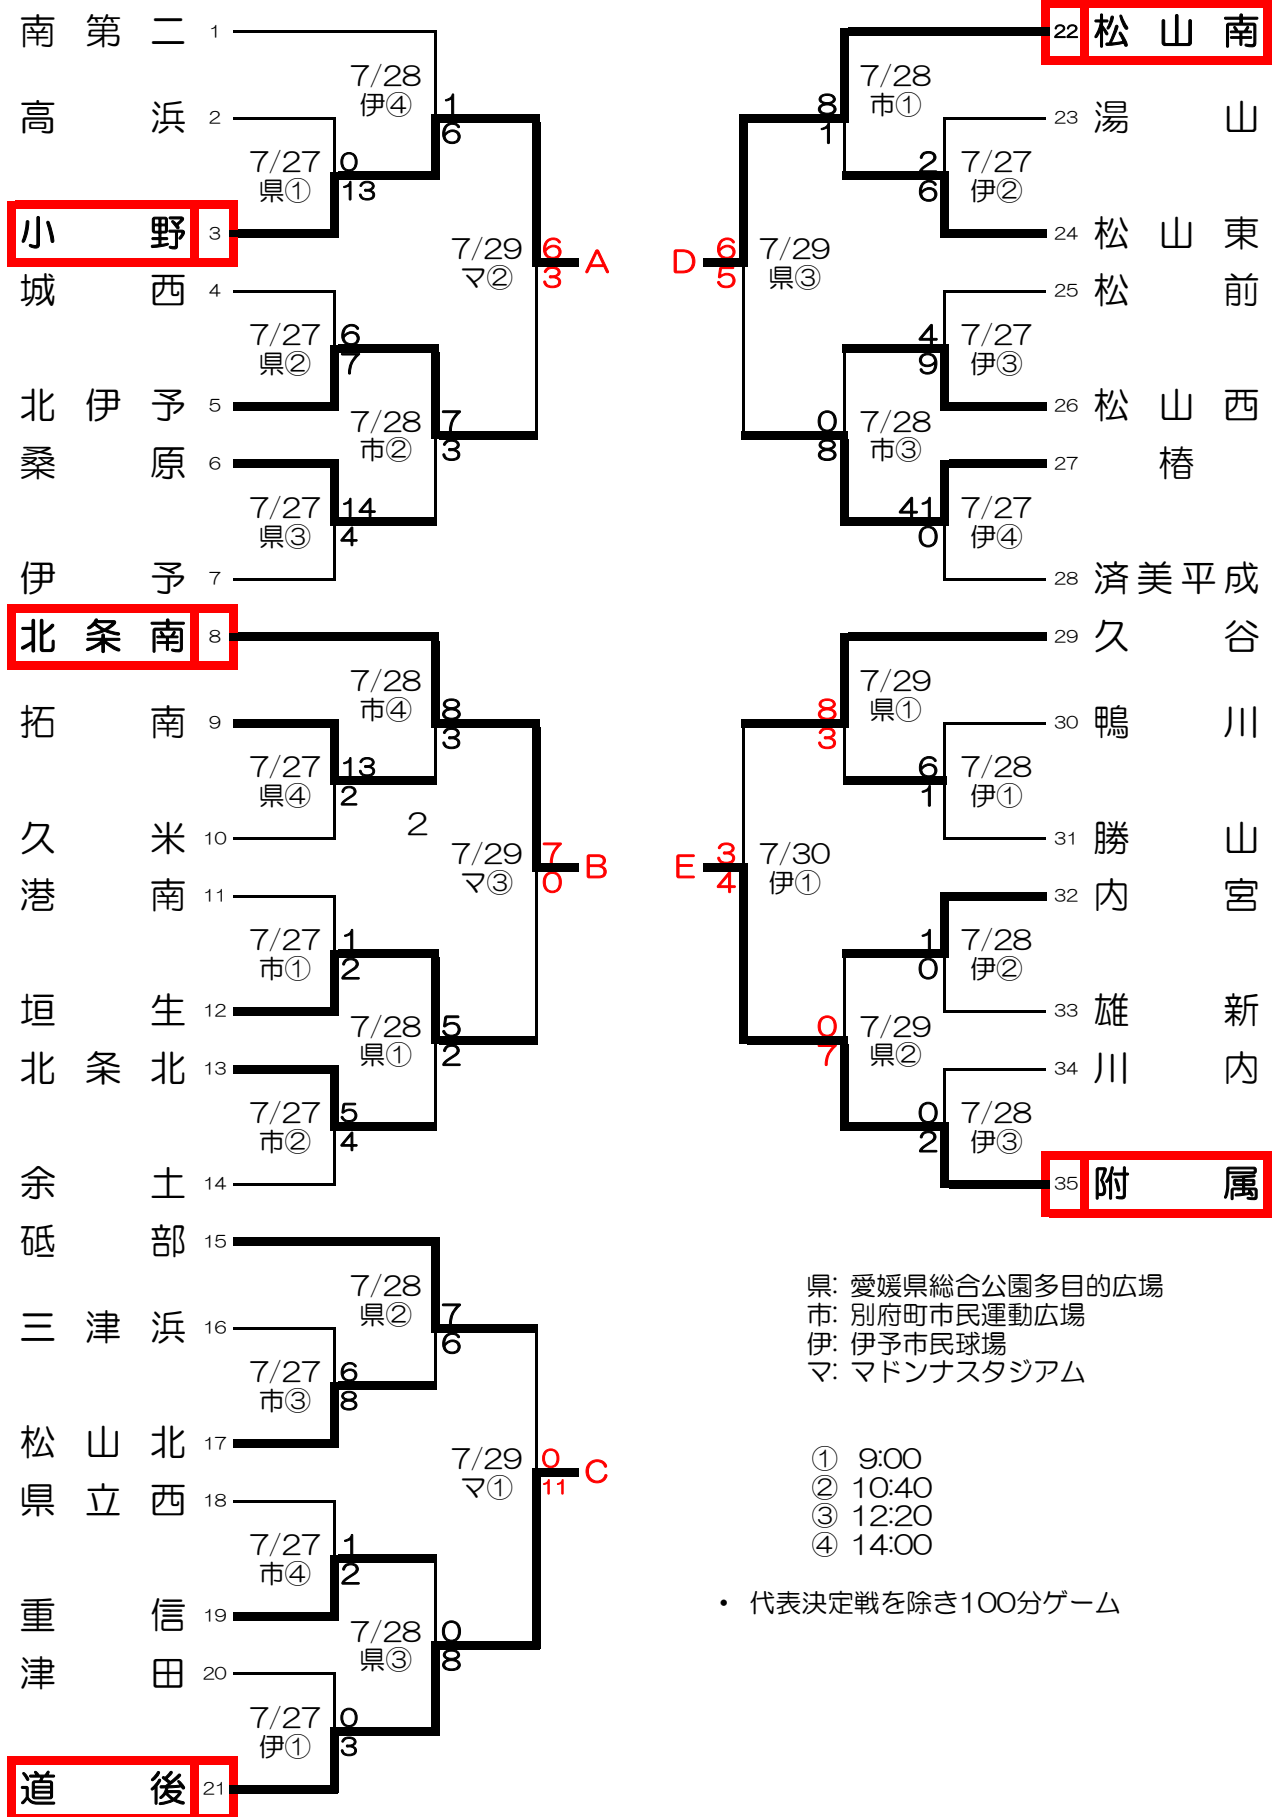 南第二 1
7/28
伊④
1
6
高浜 2
7/27
県①
0
13
小野 3
7/29
マ②
6
3
A
城西 4
7/27
県②
6
7
北伊予 5
7/28
市②
7
3
桑原 6
7/27
県③
14
4
伊予 7
北条南 8
7/28
市④
8
3
拓南 9
7/27
県④
13
2
2
久米 10
7/29
マ③
7
0
B
港南 11
7/27
市①
1
2
垣生 12
7/28
県①
5
2
北条北 13
7/27
市②
5
4
余土 14
砥部 15
7/28
県②
7
6
三津浜 16
7/27
市③
6
8
松山北 17
7/29
マ①
0
11
C
県立西 18
7/27
市④
1
2
重信 19
7/28
県③
0
8
津田 20
7/27
伊①
0
3
道後 21
22 松山南
7/28
市①
8
1
23 湯山
7/27
伊②
2
6
24 松山東
D
6
5
7/29
県③
25 松前
4
9
7/27
伊③
26 松山西
0
8
7/28
市③
27 椿
41
0
7/27
伊④
28 済美平成
29 久谷
8
3
7/29
県①
30 鴨川
6
1
7/28
伊①
31 勝山
E
3
4
7/30
伊①
32 内宮
1
0
7/28
伊②
33 雄新
0
7
7/29
県②
34 川内
0
2
7/28
伊③
35 附属
県: 愛媛県総合公園多目的広場
市: 別府町市民運動広場
伊: 伊予市民球場
マ: マドンナスタジアム
① 9:00
② 10:40
③ 12:20
④ 14:00
・ 代表決定戦を除き100分ゲーム